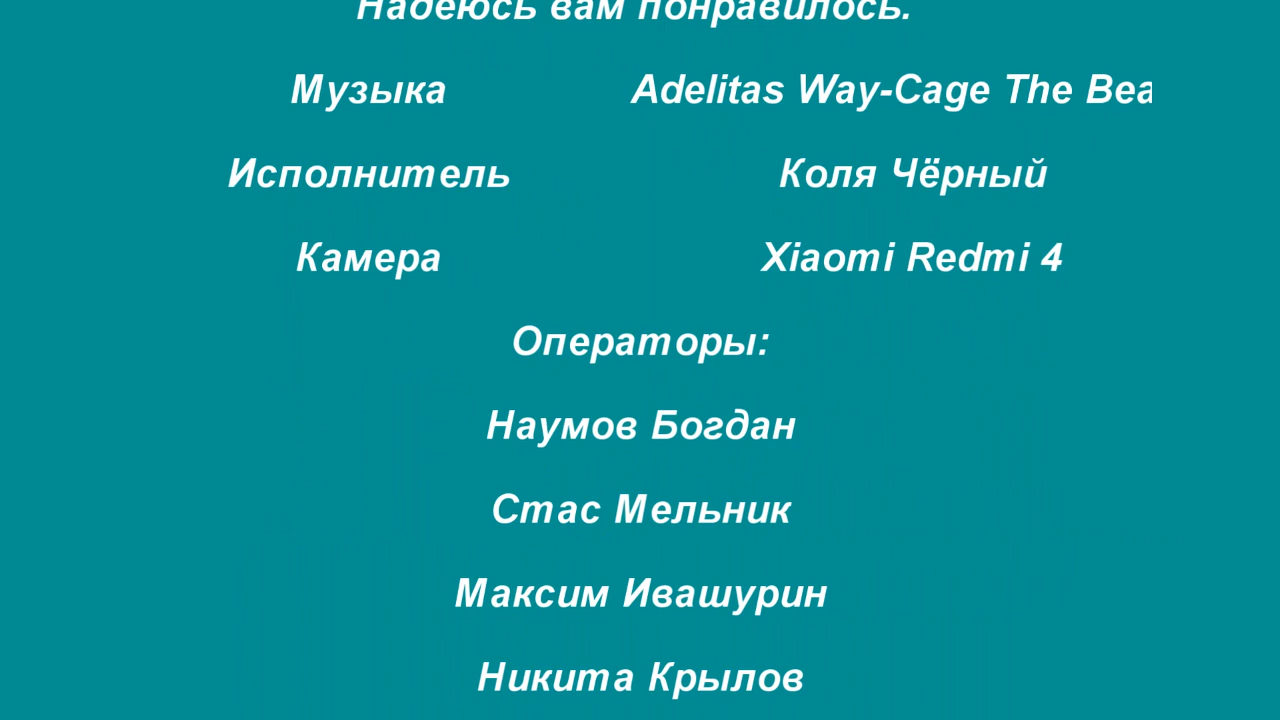 Надеюсь вам понравилось.
Музыка Adelitas Way-Cage The Bea
Исполнитель Коля Чёрный
Камера Xiaomi Redmi 4
Операторы:
Наумов Богдан
Стас Мельник
Максим Ивашурин
Никита Крылов